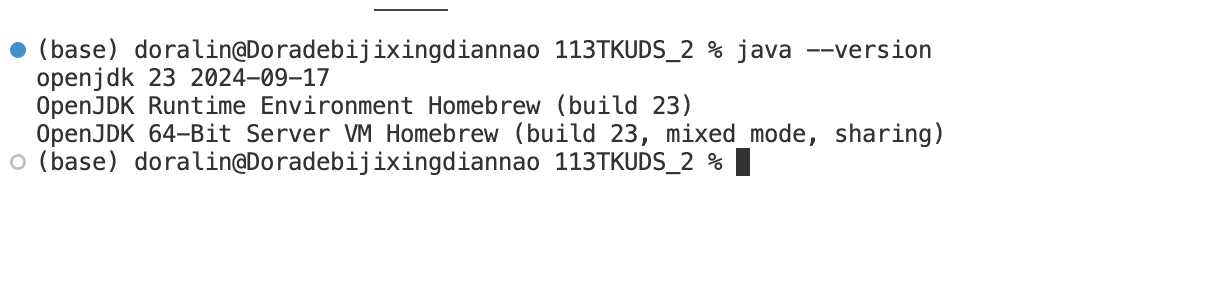 (base) doralin@Doradebijixingdiannao 113TKUDS_2 % java --version
openjdk 23 2024-09-17
OpenJDK Runtime Environment Homebrew (build 23)
OpenJDK 64-Bit Server VM Homebrew (build 23, mixed mode, sharing)
(base) doralin@Doradebijixingdiannao 113TKUDS_2 %